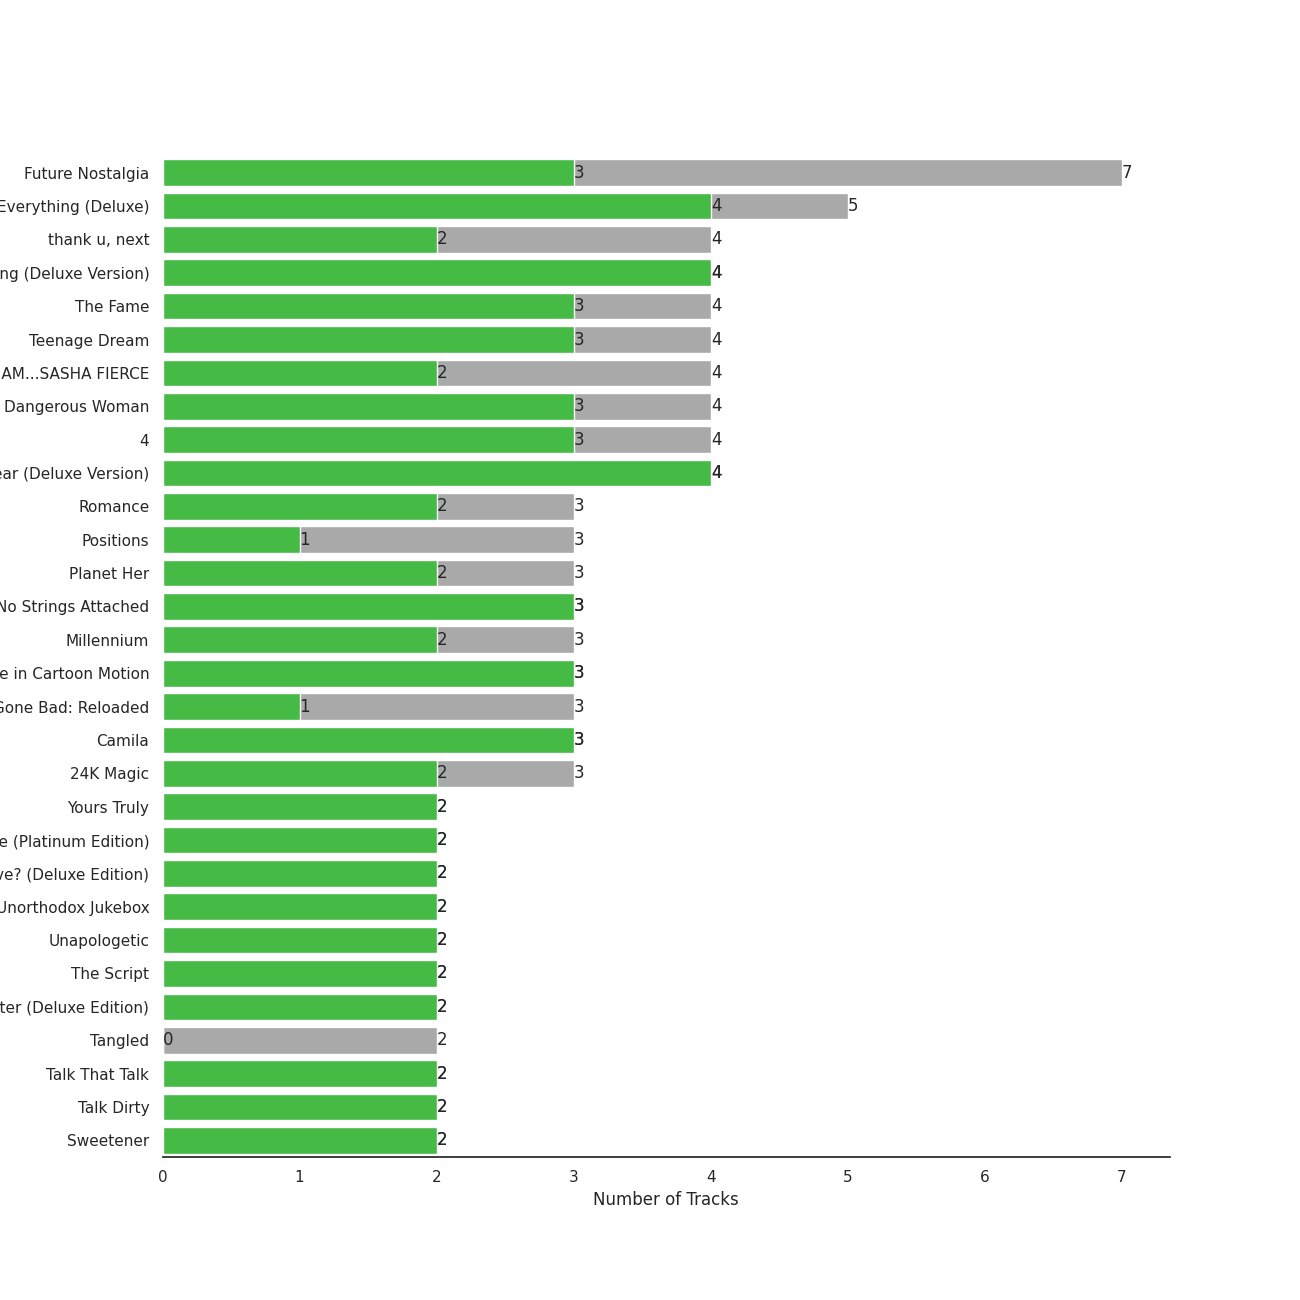 Future Nostalgia 3 7
Everything (Deluxe) 4 5
thank u, next 2 4
ng (Deluxe Version) 4
The Fame 3 4
Teenage Dream 3 4
AM...SASHA FIERCE 2 4
Dangerous Woman 3 4
4 3 4
ear (Deluxe Version) 4
Romance 2 3
Positions 1 3
Planet Her 2 3
No Strings Attached 3
Millennium 2 3
e in Cartoon Motion 3
Gone Bad: Reloaded 1 3
Camila 3
24K Magic 2 3
Yours Truly 2
e (Platinum Edition) 2
ve? (Deluxe Edition) 2
Unorthodox Jukebox 2
Unapologetic 2
The Script 2
ter (Deluxe Edition) 2
Tangled 0 2
Talk That Talk 2
Talk Dirty 2
Sweetener 2
0 1 2 3 4 5 6 7
Number of Tracks